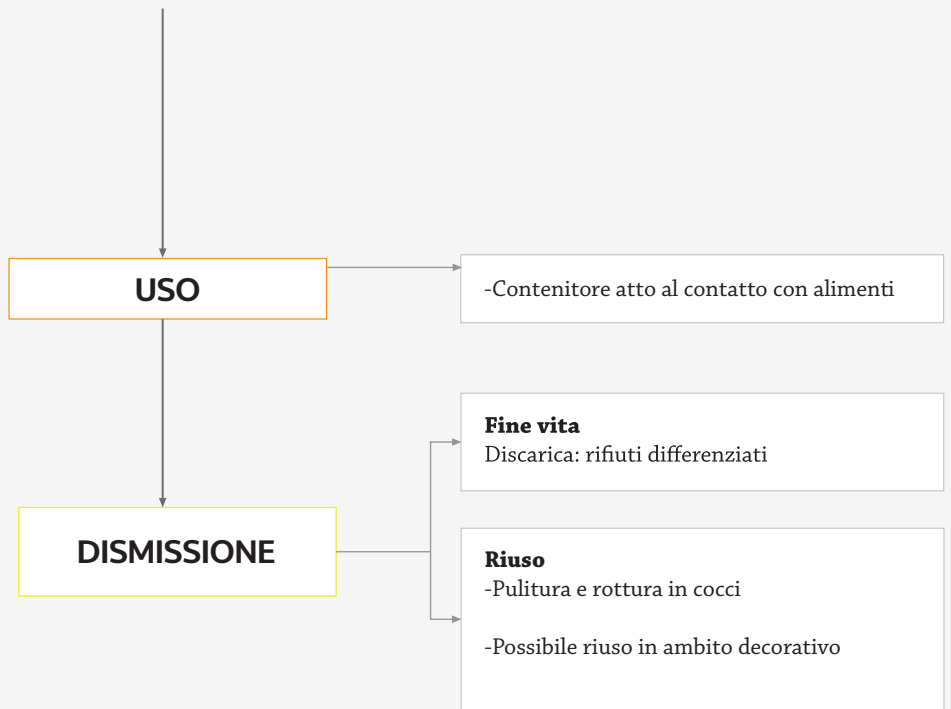 USO
-Contenitore atto al contatto con alimenti
Fine vita
Discarica: rifiuti differenziati
DISMISSIONE
Riuso
-Pulitura e rottura in cocci
-Possibile riuso in ambito decorativo